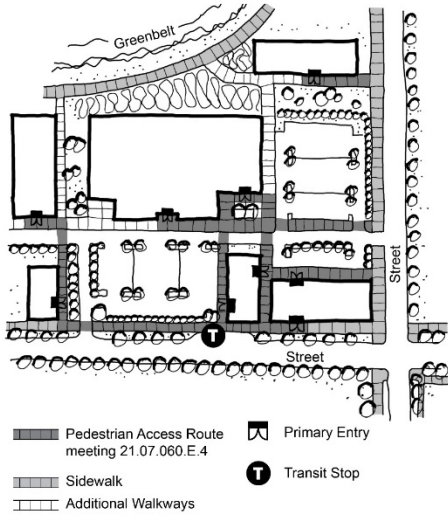 Greenbelt
Street
Street
T
Pedestrian Access Route
meeting 21.07.060.E.4
Primary Entry
Sidewalk
T
Transit Stop
Additional Walkways